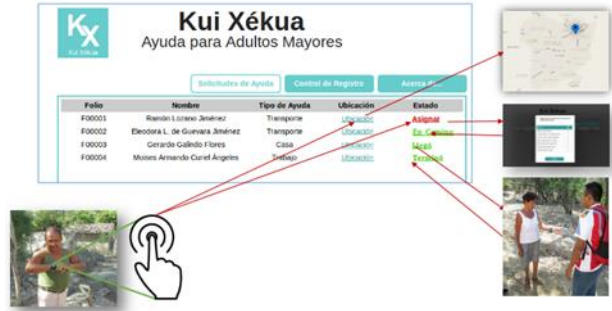 KX
Kui Xékua
Kui Xékua
Ayuda para Adultos Mayores
Solicitudes de Ayuda Control de Registro Acerca de...
Folio Nombre Tipo de Ayuda Ubicación Estado
F00001 Ramón Lozano Jiménez Transporte Ubicación Asignar
F00002 Eleodora L. de Guevara Jiménez Transporte Ubicación En Camino
F00003 Gerardo Galindo Flores Casa Ubicación Llegó
F00004 Moises Armando Curiel Ángeles Trabajo Ubicación Terminó